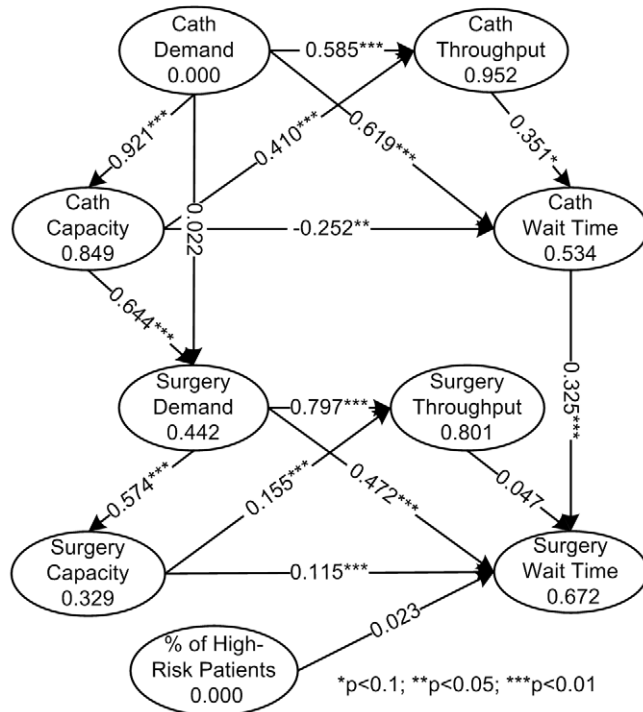 Cath
Demand
0.000
0.585***
Cath
Throughput
0.952
0.921***
0.410***
0.619***
0.351*
Cath
Capacity
0.849
0.022
-0.252**
Cath
Wait Time
0.534
0.644***
0.325***
Surgery
Demand
0.442
0.797***
Surgery
Throughput
0.801
0.574***
0.155***
0.472***
0.047
Surgery
Capacity
0.329
0.115***
Surgery
Wait Time
0.672
0.023
% of High-
Risk Patients
0.000
*p<0.1; **p<0.05; ***p<0.01